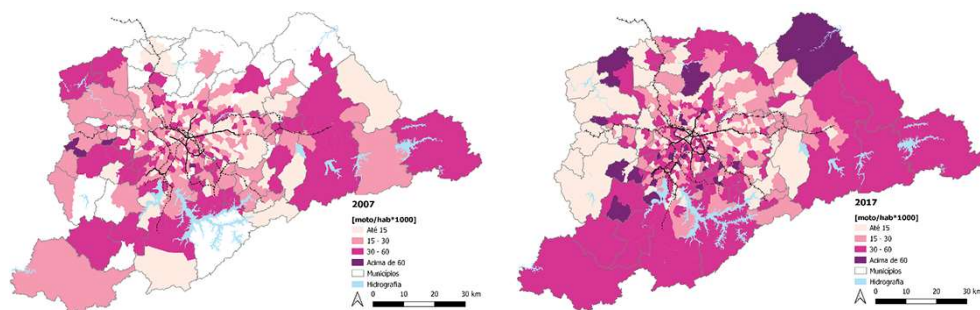 2007
[moto/hab*1000]
Até 15
15 - 30
30 - 60
Acima de 60
Municípios
Hidrografia
0 10 20 30 km
2017
[moto/hab*1000]
Até 15
15 - 30
30 - 60
Acima de 60
Municípios
Hidrografia
0 10 20 30 km